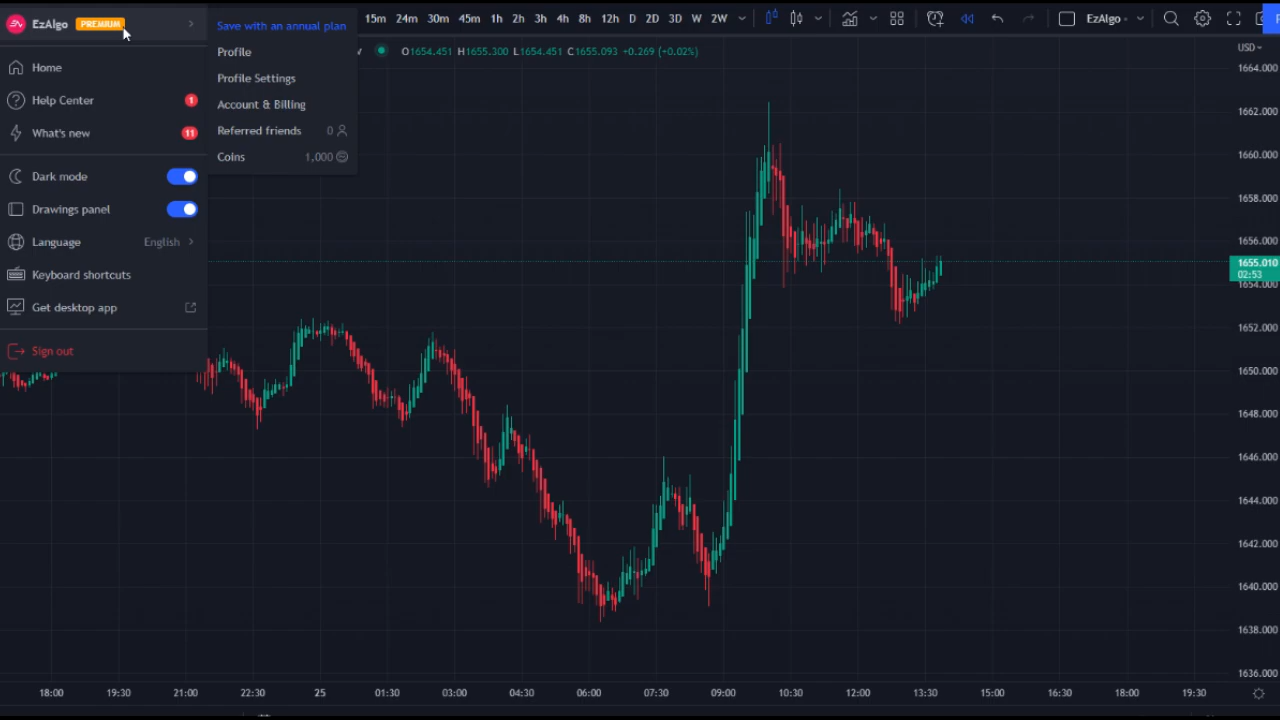 EzAlgo PREMIUM
Home
Help Center 1
What's new 11
Dark mode
Drawings panel
Language English
Keyboard shortcuts
Get desktop app
Sign out
Save with an annual plan
Profile
Profile Settings
Account & Billing
Referred friends 0
Coins 1,000
15m 24m 30m 45m 1h 2h 3h 4h 8h 12h D 2D 3D W 2W
EzAlgo -
O1654.451 H1655.300 L1654.451 C1655.093 +0.269 (+0.02%)
USD
1664.000
1662.000
1660.000
1658.000
1656.000
1655.010
02:53
1654.000
1652.000
1650.000
1648.000
1646.000
1644.000
1642.000
1640.000
1638.000
1636.000
18:00 19:30 21:00 22:30 25 01:30 03:00 04:30 06:00 07:30 09:00 10:30 12:00 13:30 15:00 16:30 18:00 19:30